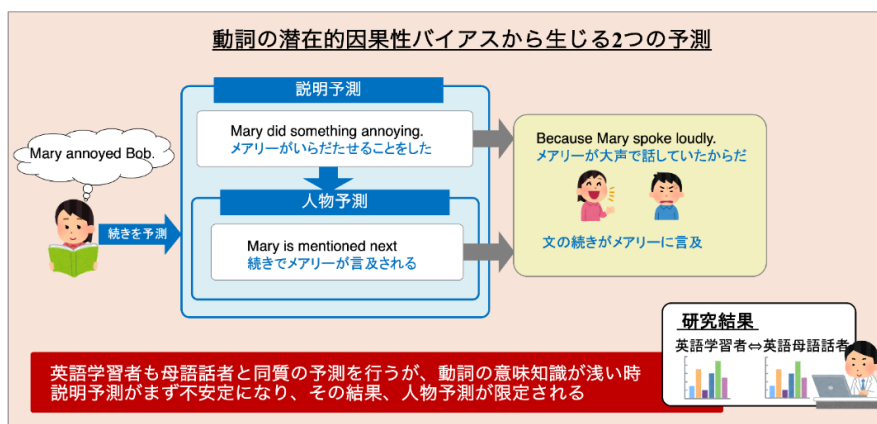 動詞の潜在的因果性バイアスから生じる2つの予測
説明予測
Mary did something annoying.
メアリーがいらだたせることをした
Mary annoyed Bob.
続きを予測
人物予測
Mary is mentioned next
続きでメアリーが言及される
Because Mary spoke loudly.
メアリーが大声で話していたからだ
文の続きがメアリーに言及
研究結果
英語学習者⇔英語母語話者
英語学習者も母語話者と同質の予測を行うが、動詞の意味知識が浅い時
説明予測がまず不安定になり、その結果、人物予測が限定される